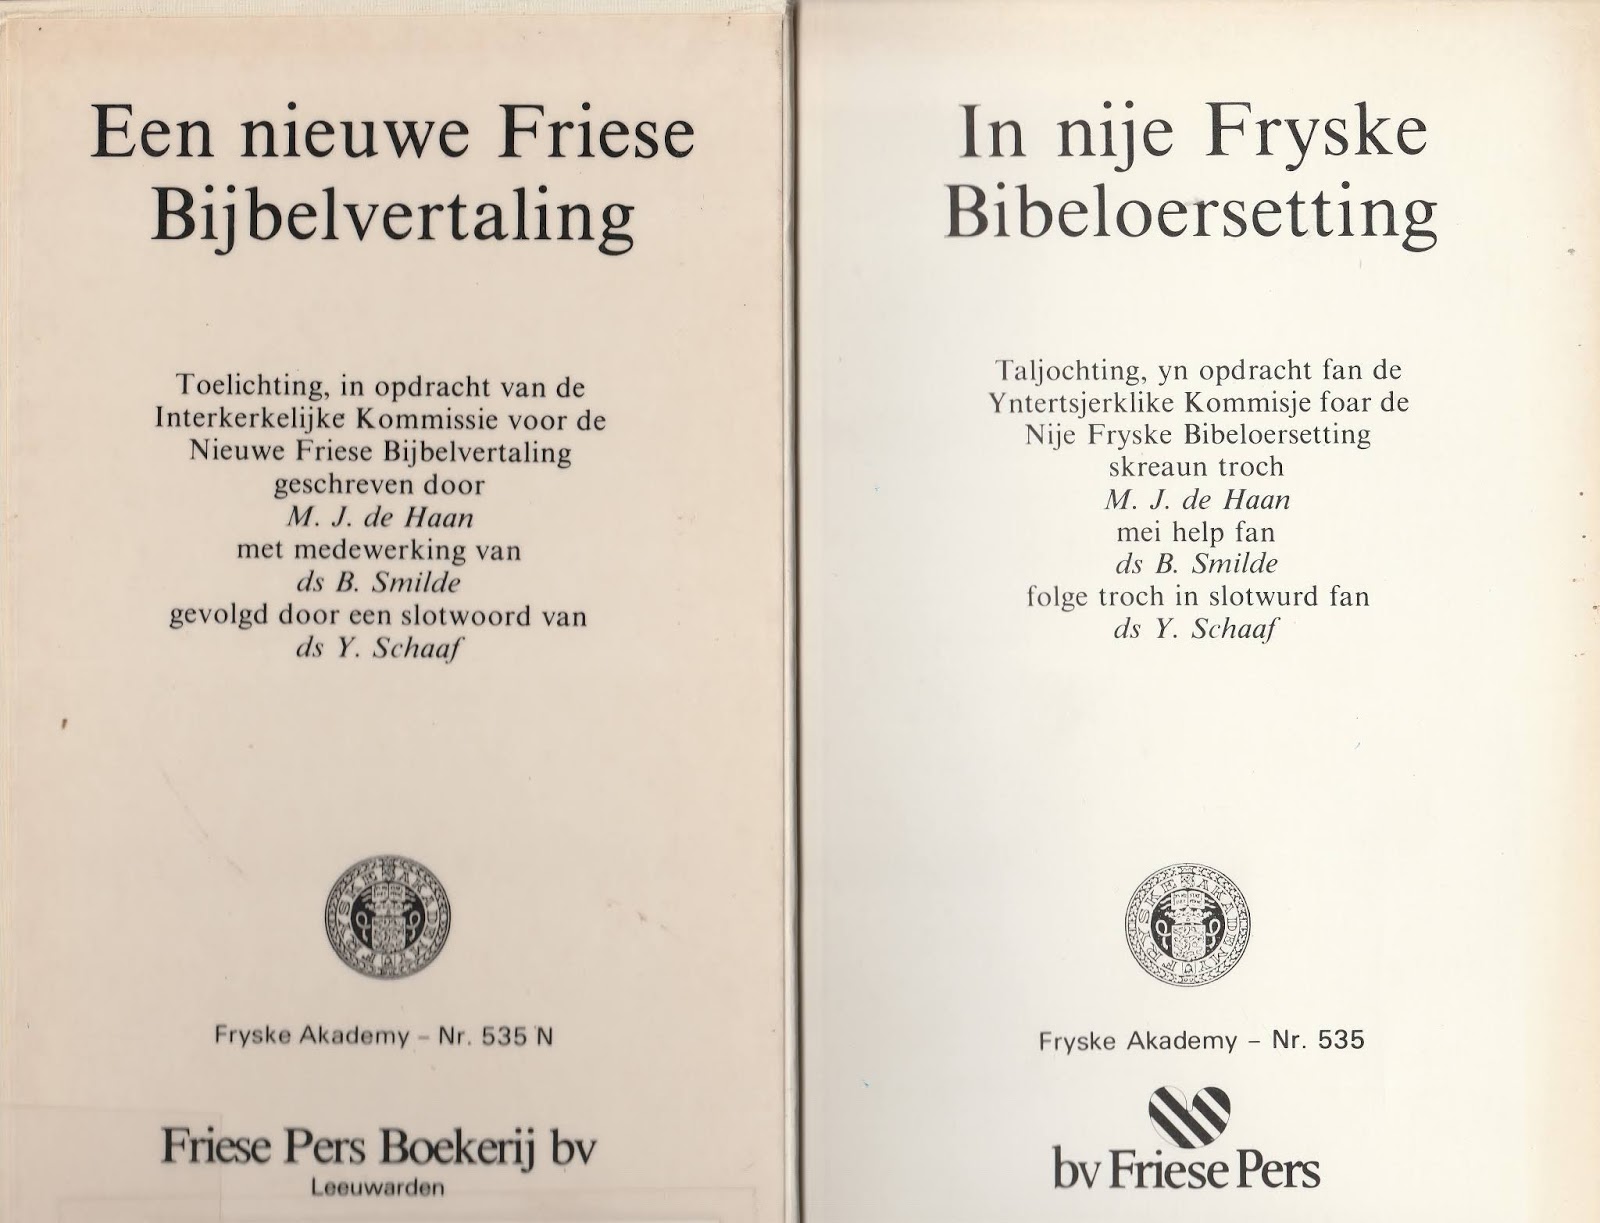 Een nieuwe Friese
Bijbelvertaling
Toelichting, in opdracht van de
Interkerkelijke Kommissie voor de
Nieuwe Friese Bijbelvertaling
geschreven door
M. J. de Haan
met medewerking van
ds B. Smilde
gevolgd door een slotwoord van
ds Y. Schaaf
FRYSKE AKADEMY
Fryske Akademy – Nr. 535 N
Friese Pers Boekerij bv
Leeuwarden
In nije Fryske
Bibeloersetting
Taljochting, yn opdracht fan de
Yntertsjerklike Kommisje foar de
Nije Fryske Bibeloersetting
skreaun troch
M. J. de Haan
mei help fan
ds B. Smilde
folge troch in slotwurd fan
ds Y. Schaaf
FRYSKE AKADEMY
Fryske Akademy – Nr. 535
bv Friese Pers